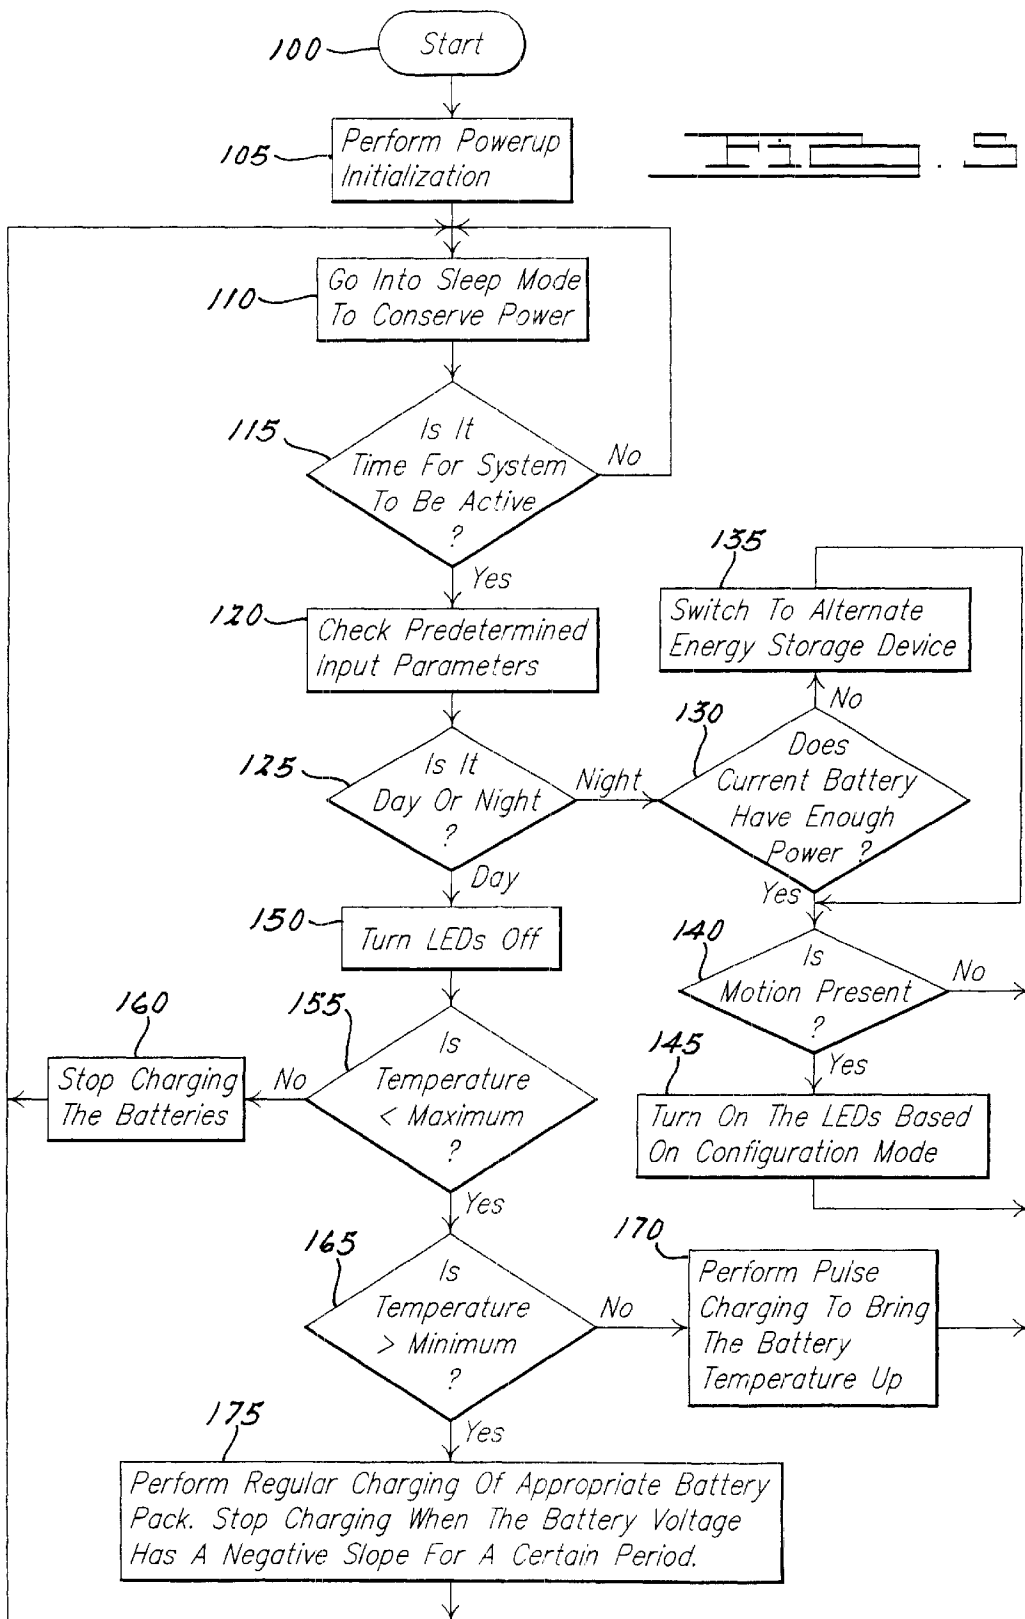 100
Start
105
Perform Powerup
Initialization
Fig. 5
110
Go Into Sleep Mode
To Conserve Power
115
Is It
Time For System
To Be Active
?
No
Yes
120
Check Predetermined
Input Parameters
135
Switch To Alternate
Energy Storage Device
No
125
Is It
Day Or Night
?
Night
130
Does
Current Battery
Have Enough
Power ?
Yes
Day
150
Turn LEDs Off
140
Is
Motion Present
?
No
Yes
145
Turn On The LEDs Based
On Configuration Mode
155
Is
Temperature
< Maximum
?
No
160
Stop Charging
The Batteries
Yes
165
Is
Temperature
> Minimum
?
No
170
Perform Pulse
Charging To Bring
The Battery
Temperature Up
Yes
175
Perform Regular Charging Of Appropriate Battery
Pack. Stop Charging When The Battery Voltage
Has A Negative Slope For A Certain Period.